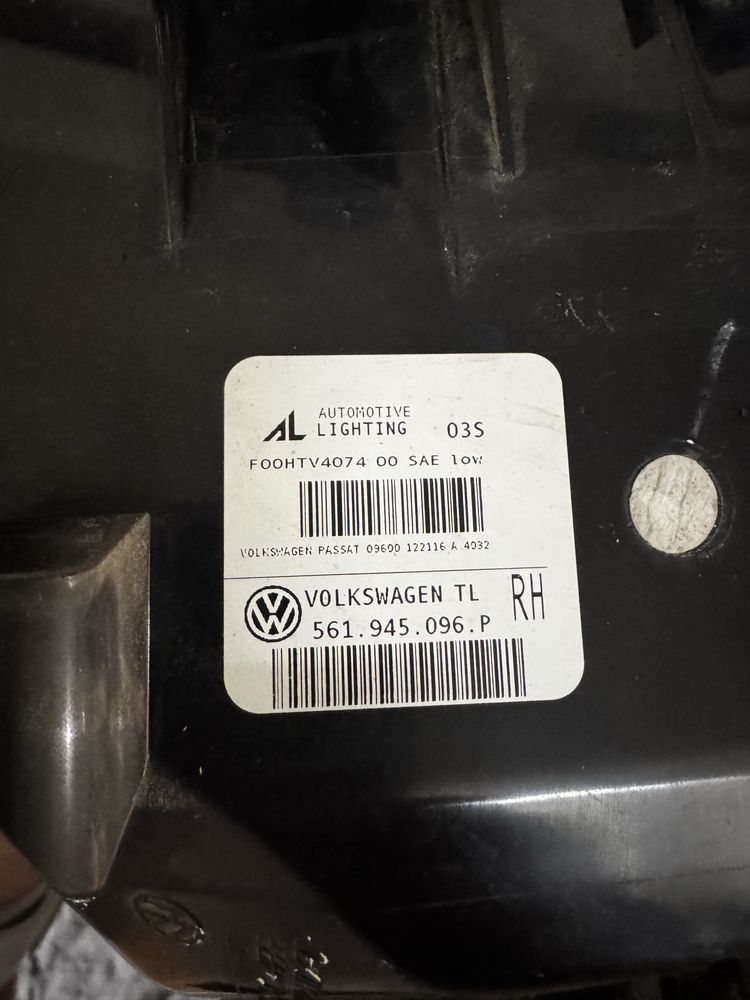 AL AUTOMOTIVE
LIGHTING 03S
F00HTV4074 00 SAE low
VOLKSWAGEN PASSAT 09600 122116 A 4032
VOLKSWAGEN TL RH
561.945.096.P